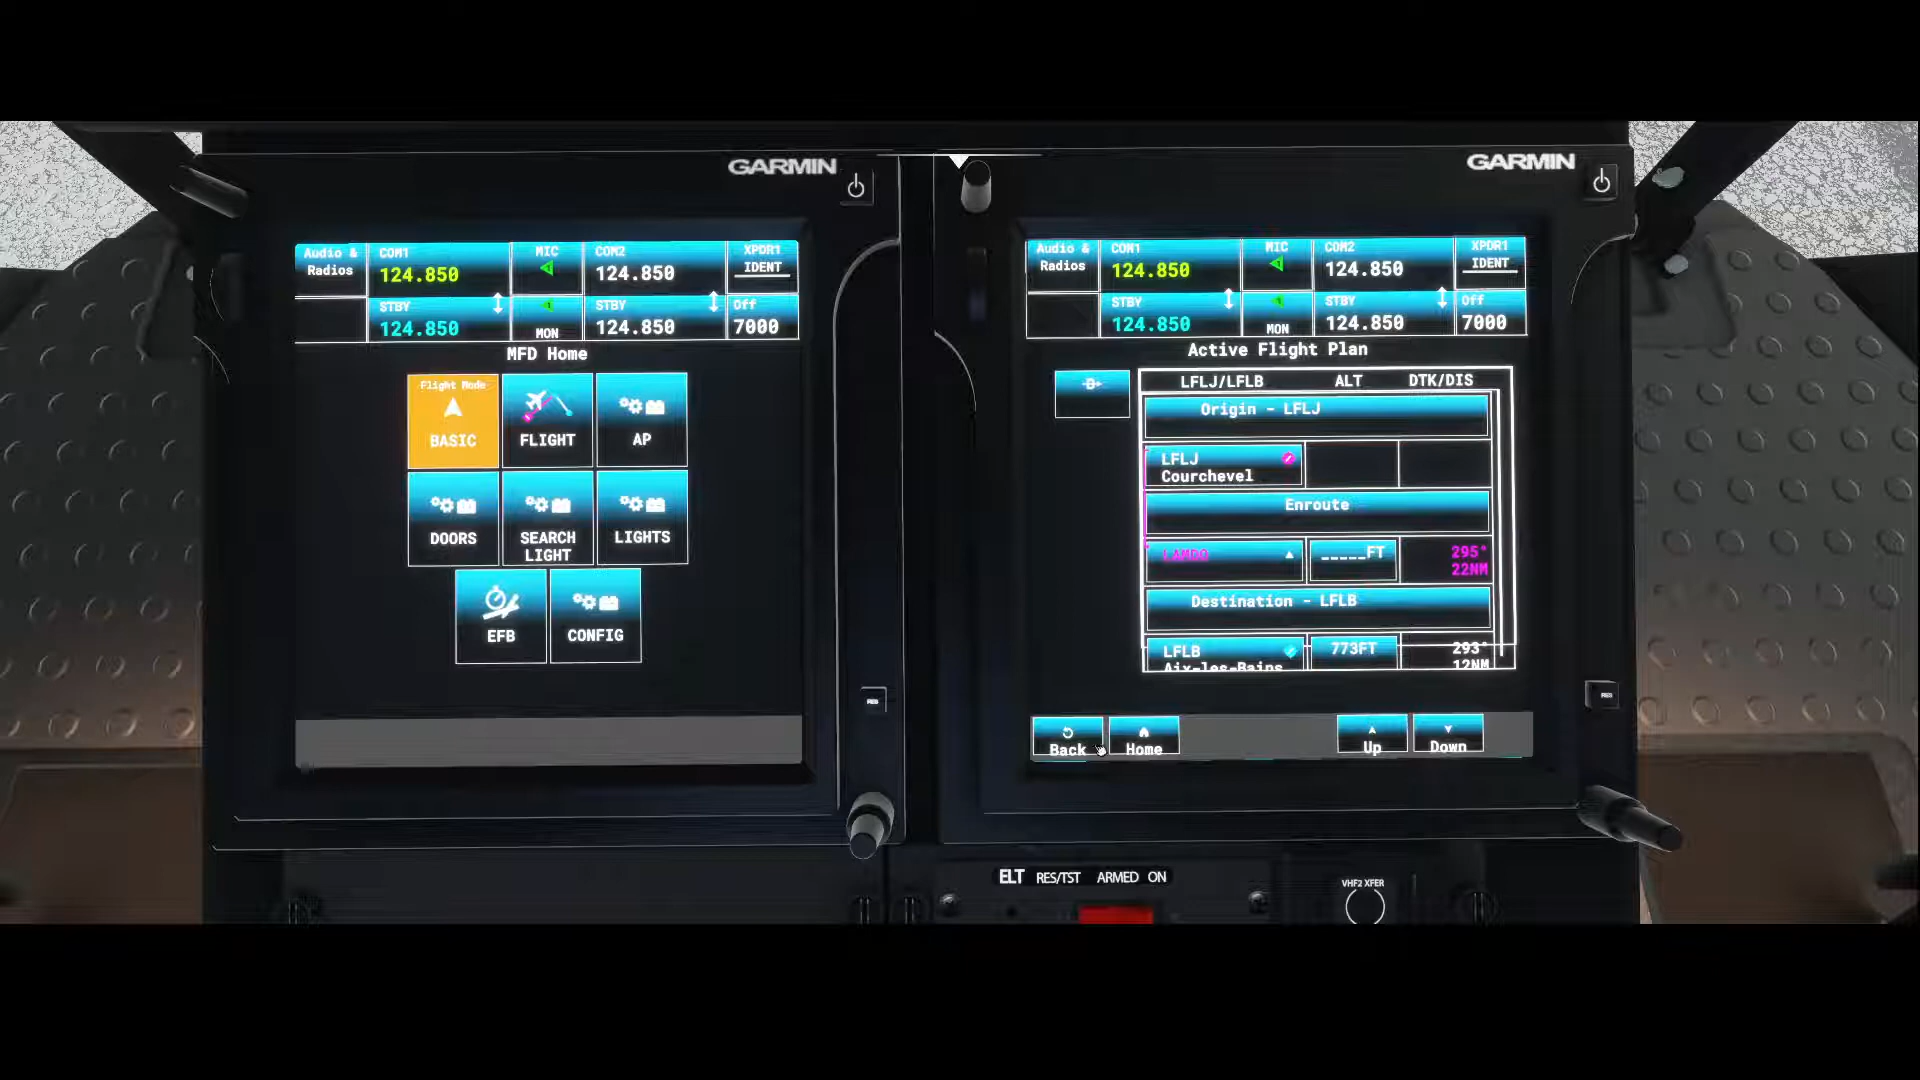 GARMIN
GARMIN
Audio & Radios
COM1
124.850
MIC
COM2
124.850
XPDR1
IDENT
STBY
124.850
MON
STBY
124.850
Off
7000
MFD Home
Flight Mode
BASIC
FLIGHT
AP
DOORS
SEARCH
LIGHT
LIGHTS
EFB
CONFIG
Audio & Radios
COM1
124.850
MIC
COM2
124.850
XPDR1
IDENT
STBY
124.850
MON
STBY
124.850
Off
7000
Active Flight Plan
LFLJ/LFLB ALT DTK/DIS
Origin - LFLJ
LFLJ
Courchevel
Enroute
_____FT
295°
22NM
Destination - LFLB
LFLB
Aix-les-Bains
773FT
293°
12NM
Back
Home
Up
Down
ELT RES/TST ARMED ON
VHF2 XFER